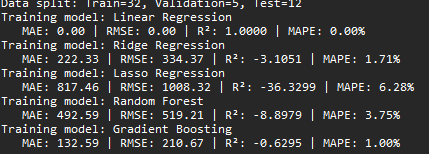 Data split: Train=32, Validation=5, Test=12
Training model: Linear Regression
MAE: 0.00 | RMSE: 0.00 | R²: 1.0000 | MAPE: 0.00%
Training model: Ridge Regression
MAE: 222.33 | RMSE: 334.37 | R²: -3.1051 | MAPE: 1.71%
Training model: Lasso Regression
MAE: 817.46 | RMSE: 1008.32 | R²: -36.3299 | MAPE: 6.28%
Training model: Random Forest
MAE: 492.59 | RMSE: 519.21 | R²: -8.8979 | MAPE: 3.75%
Training model: Gradient Boosting
MAE: 132.59 | RMSE: 210.67 | R²: -0.6295 | MAPE: 1.00%